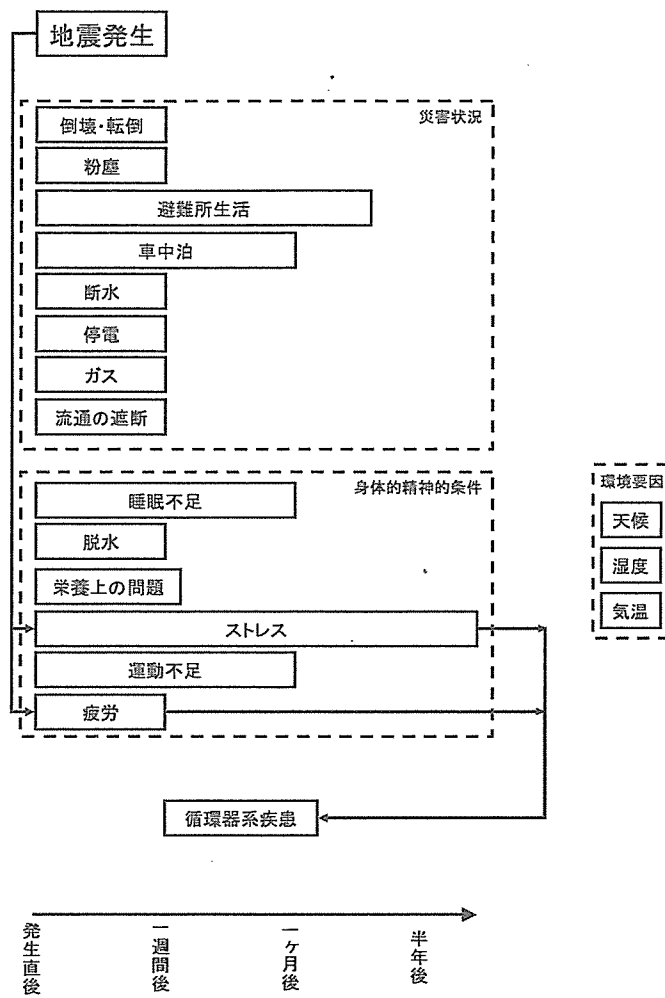 地震発生
災害状況
倒壊・転倒
粉塵
避難所生活
車中泊
断水
停電
ガス
流通の遮断
身体的精神的条件
睡眠不足
脱水
栄養上の問題
ストレス
運動不足
疲労
環境要因
天候
湿度
気温
循環器系疾患
発生直後
一週間後
一ヶ月後
半年後